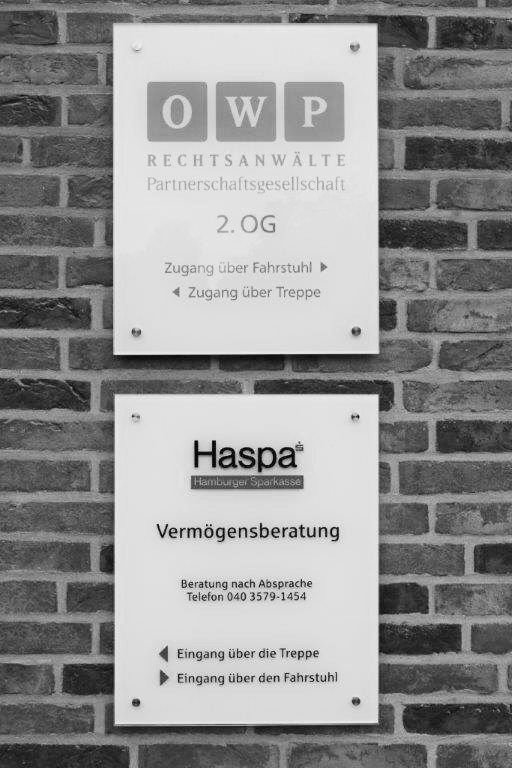 OWP
RECHTSANWÄLTE
Partnerschaftsgesellschaft
2. OG
Zugang über Fahrstuhl ▶
◀ Zugang über Treppe
Haspa
Hamburger Sparkasse
Vermögensberatung
Beratung nach Absprache
Telefon 040 3579-1454
◀ Eingang über die Treppe
▶ Eingang über den Fahrstuhl